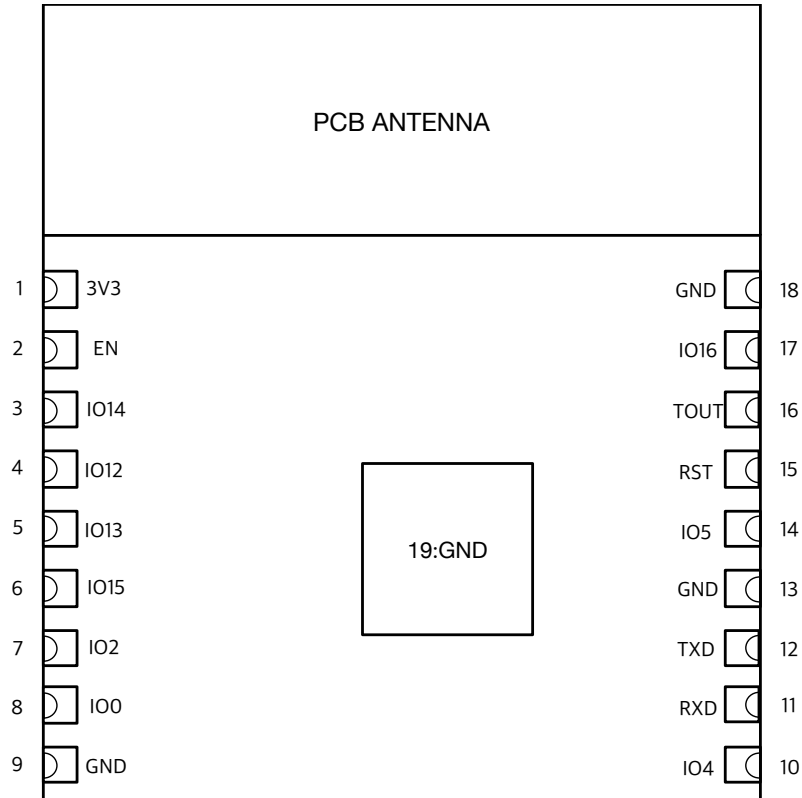 PCB ANTENNA
1 3V3 GND 18
2 EN IO16 17
3 IO14 TOUT 16
4 IO12 RST 15
5 IO13 IO5 14
19:GND
6 IO15 GND 13
7 IO2 TXD 12
8 IO0 RXD 11
9 GND IO4 10